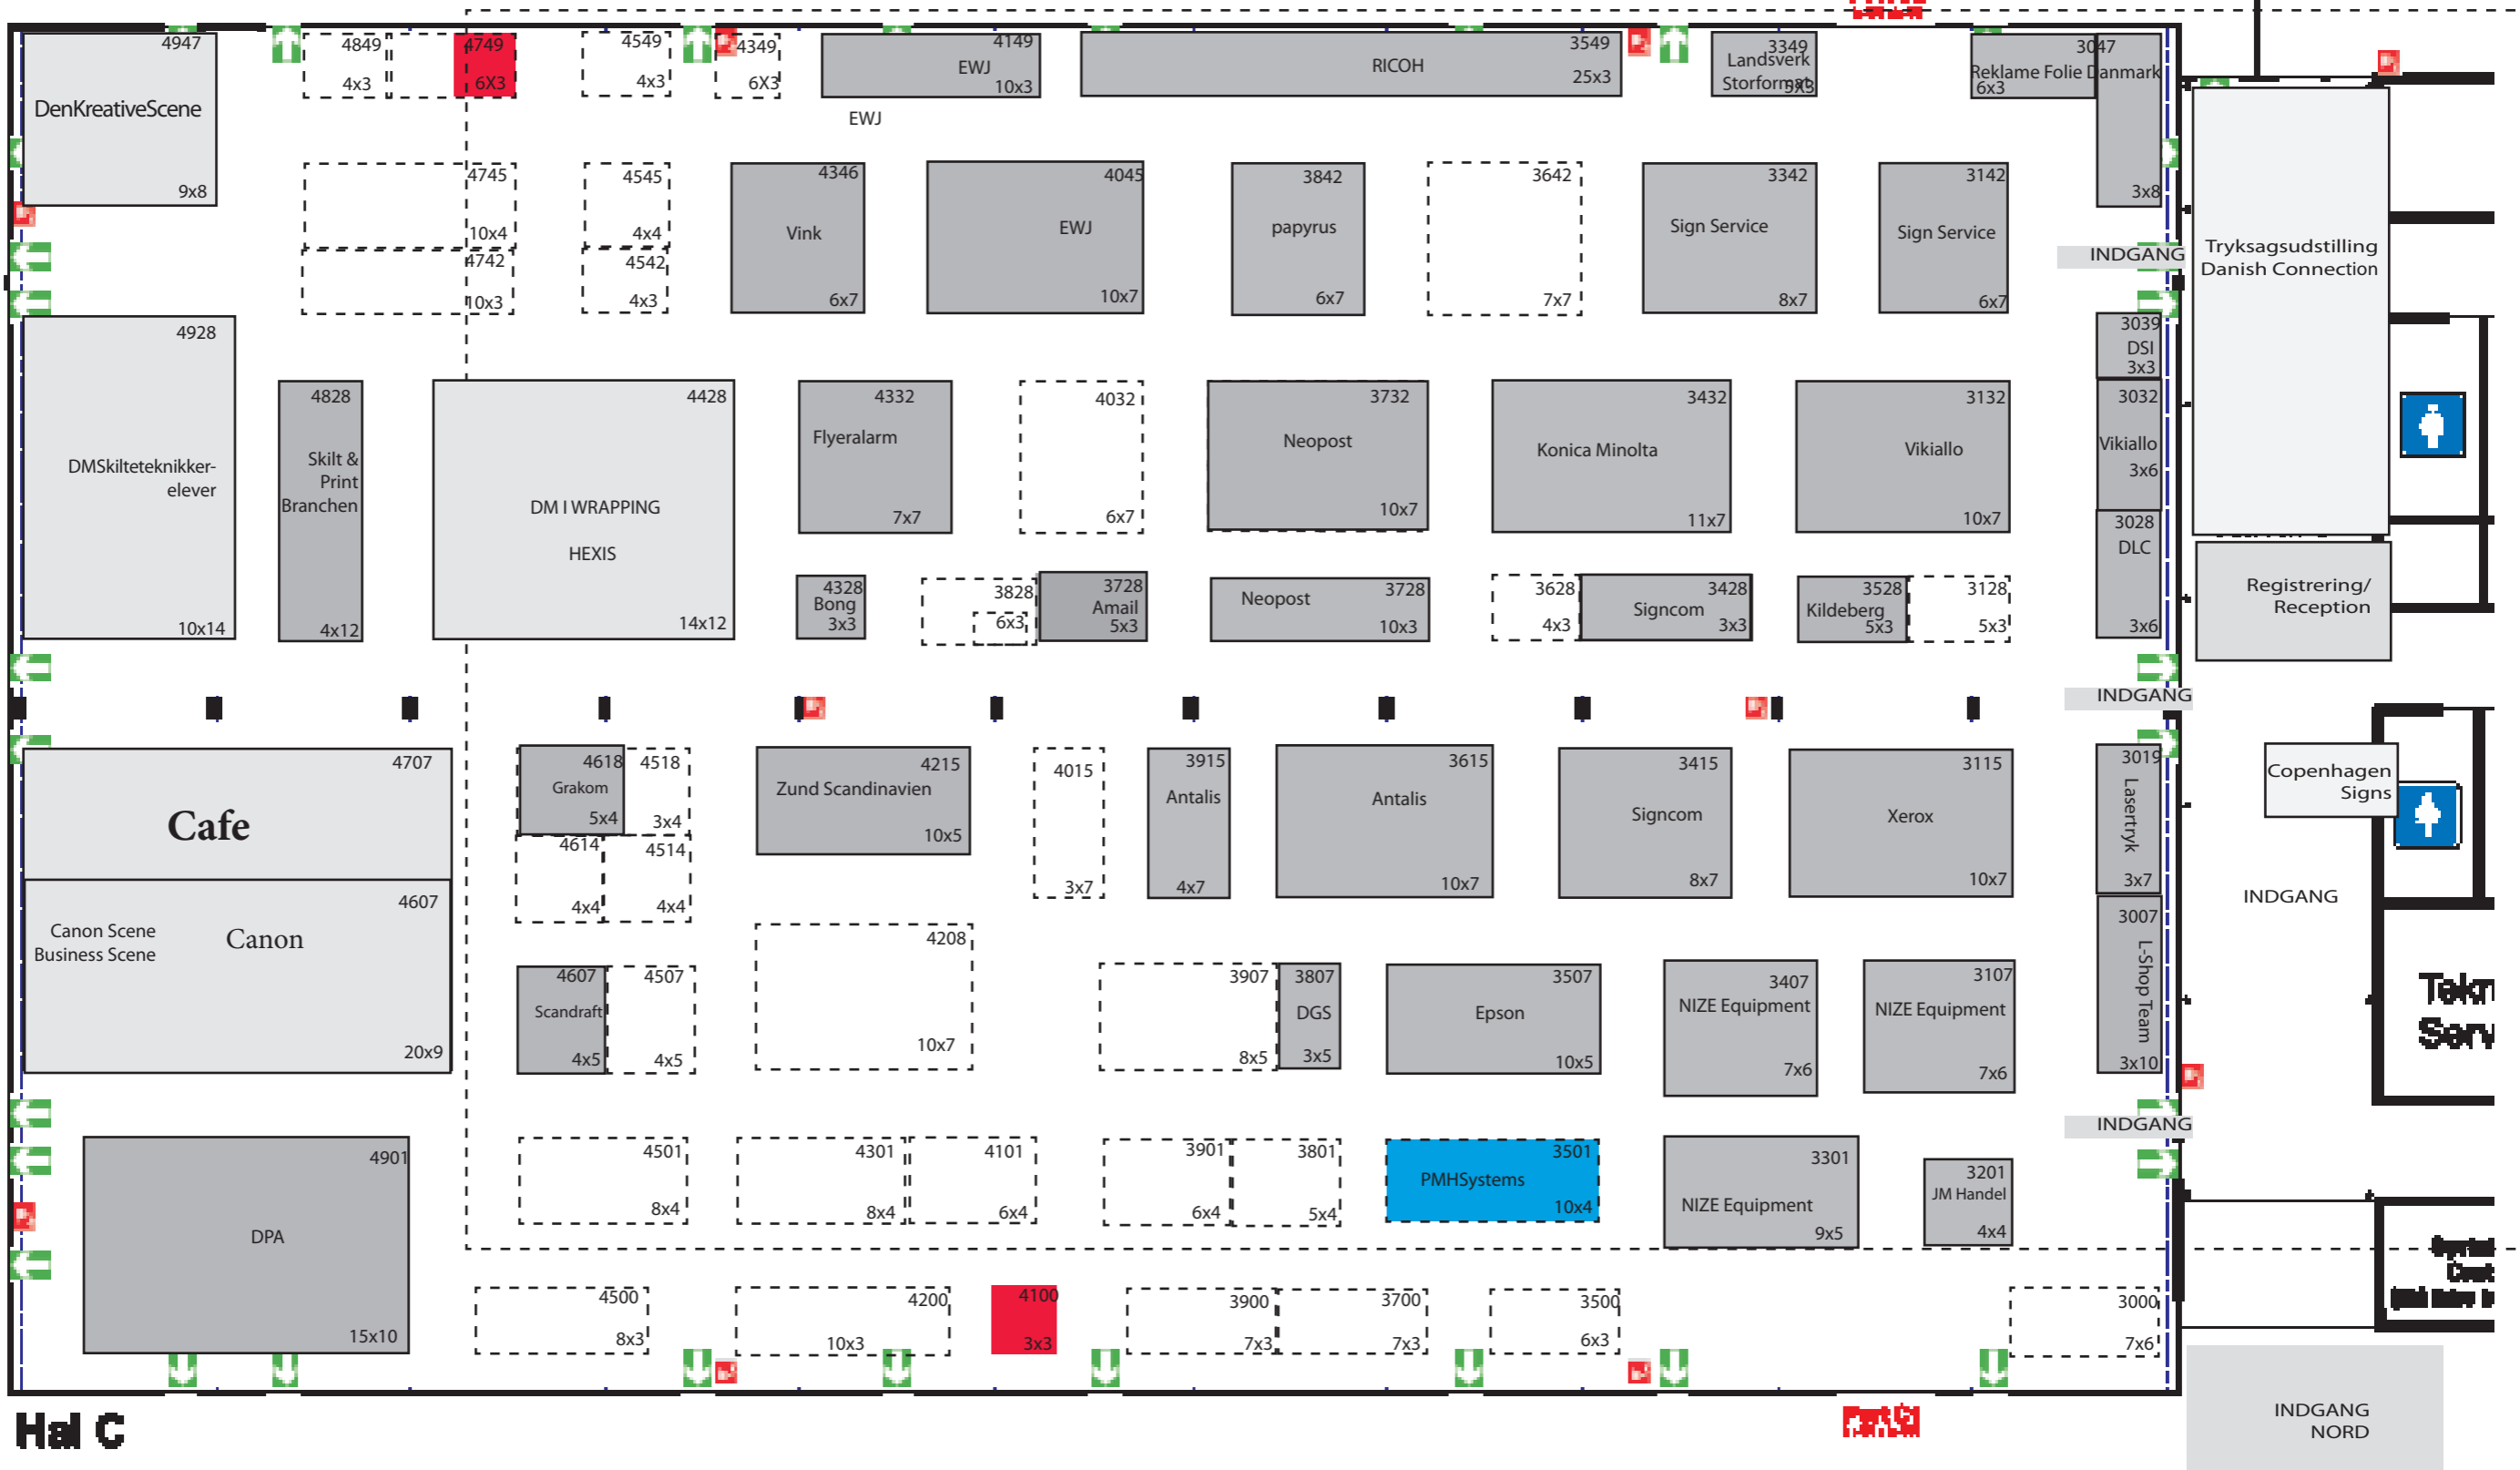 4947
DenKreativeScene
9x8
4849
4x3
4749
6X3
4549
4x3
4349
6X3
4149
EWJ
10x3
EWJ
3549
RICOH
25x3
3349
Landsverk
Storformat
5X3
3047
Reklame Folie Danmark
6x3
3x8
4745
10x4
4742
10x3
4545
4x4
4542
4x3
4346
Vink
6x7
4045
EWJ
10x7
3842
papyrus
6x7
3642
7x7
3342
Sign Service
8x7
3142
Sign Service
6x7
INDGANG
Tryksagsudstilling
Danish Connection
4928
DMSkilteteknikker-
elever
10x14
4828
Skilt &
Print
Branchen
4x12
4428
DM I WRAPPING
HEXIS
14x12
4332
Flyeralarm
7x7
4032
6x7
3732
Neopost
10x7
3432
Konica Minolta
11x7
3132
Vikiallo
10x7
3039
DSI
3x3
3032
Vikiallo
3x6
3028
DLC
3x6
4328
Bong
3x3
3828
6x3
3728
Amail
5x3
3728
Neopost
10x3
3628
4x3
3428
Signcom
3x3
3528
Kildeberg
5x3
3128
5x3
Registrering/
Reception
INDGANG
4707
Cafe
4607
Canon Scene
Business Scene
Canon
20x9
4618
Grakom
5x4
4518
3x4
4614
4x4
4514
4x4
4215
Zund Scandinavien
10x5
4015
3x7
3915
Antalis
4x7
3615
Antalis
10x7
3415
Signcom
8x7
3115
Xerox
10x7
3019
Lasertryk
3x7
Copenhagen
Signs
INDGANG
4607
Scandraft
4x5
4507
4x5
4208
10x7
3907
8x5
3807
DGS
3x5
3507
Epson
10x5
3407
NIZE Equipment
7x6
3107
NIZE Equipment
7x6
3007
L-Shop Team
3x10
INDGANG
4901
DPA
15x10
4501
8x4
4301
8x4
4101
6x4
3901
6x4
3801
5x4
3501
PMHSystems
10x4
3301
NIZE Equipment
9x5
3201
JM Handel
4x4
4500
8x3
4200
10x3
4100
3x3
3900
7x3
3700
7x3
3500
6x3
3000
7x6
Hal C
INDGANG
NORD